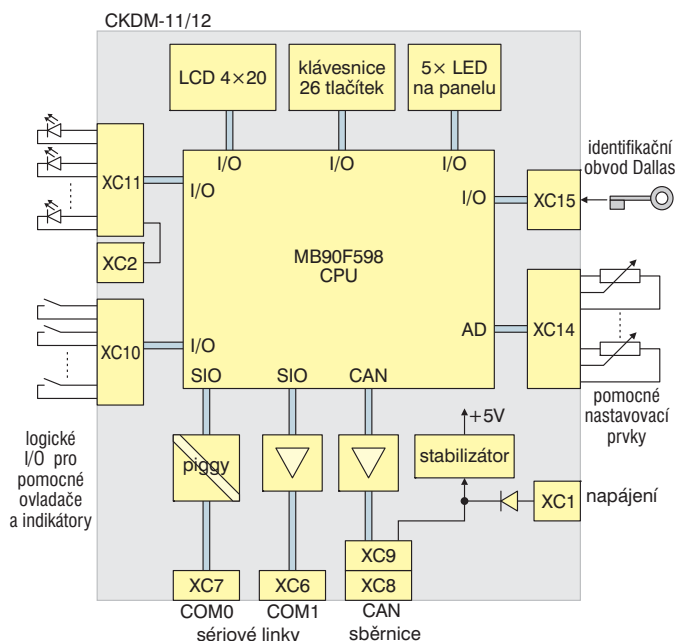 CKDM-11/12
LCD 4×20
klávesnice
26 tlačítek
5× LED
na panelu
I/O
I/O
I/O
XC11
I/O
I/O
XC15
identifikační
obvod Dallas
XC2
MB90F598
CPU
XC10
I/O
AD
XC14
SIO
SIO
CAN
pomocné
nastavovací
prvky
logické
I/O pro
pomocné
ovladače
a indikátory
piggy
+5V
stabilizátor
XC1
napájení
XC9
XC7
XC6
XC8
COM0
COM1
CAN
sériové linky
sběrnice